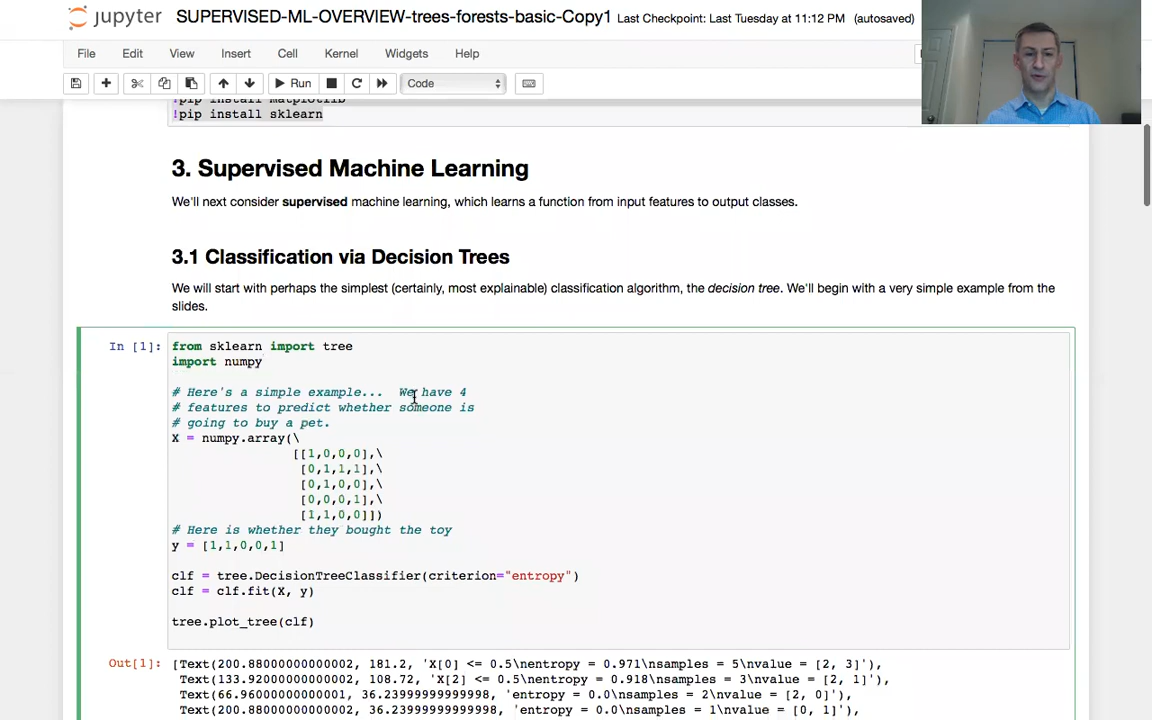 jupyter SUPERVISED-ML-OVERVIEW-trees-forests-basic-Copy1 Last Checkpoint: Last Tuesday at 11:12 PM (autosaved)
File Edit View Insert Cell Kernel Widgets Help
Run Code
!pip install matplotlib
!pip install sklearn
3. Supervised Machine Learning
We'll next consider supervised machine learning, which learns a function from input features to output classes.
3.1 Classification via Decision Trees
We will start with perhaps the simplest (certainly, most explainable) classification algorithm, the decision tree. We'll begin with a very simple example from the
slides.
In [1]: from sklearn import tree
import numpy
# Here's a simple example... We have 4
# features to predict whether someone is
# going to buy a pet.
X = numpy.array(\
[[1,0,0,0],\
[0,1,1,1],\
[0,1,0,0],\
[0,0,0,1],\
[1,1,0,0]])
# Here is whether they bought the toy
y = [1,1,0,0,1]
clf = tree.DecisionTreeClassifier(criterion="entropy")
clf = clf.fit(X, y)
tree.plot_tree(clf)
Out[1]: [Text(200.88000000000002, 181.2, 'X[0] <= 0.5\nentropy = 0.971\nsamples = 5\nvalue = [2, 3]'),
Text(133.92000000000002, 108.72, 'X[2] <= 0.5\nentropy = 0.918\nsamples = 3\nvalue = [2, 1]'),
Text(66.960000000000001, 36.23999999999998, 'entropy = 0.0\nsamples = 2\nvalue = [2, 0]'),
Text(200.88000000000002, 36.23999999999998, 'entropy = 0.0\nsamples = 1\nvalue = [0, 1]'),